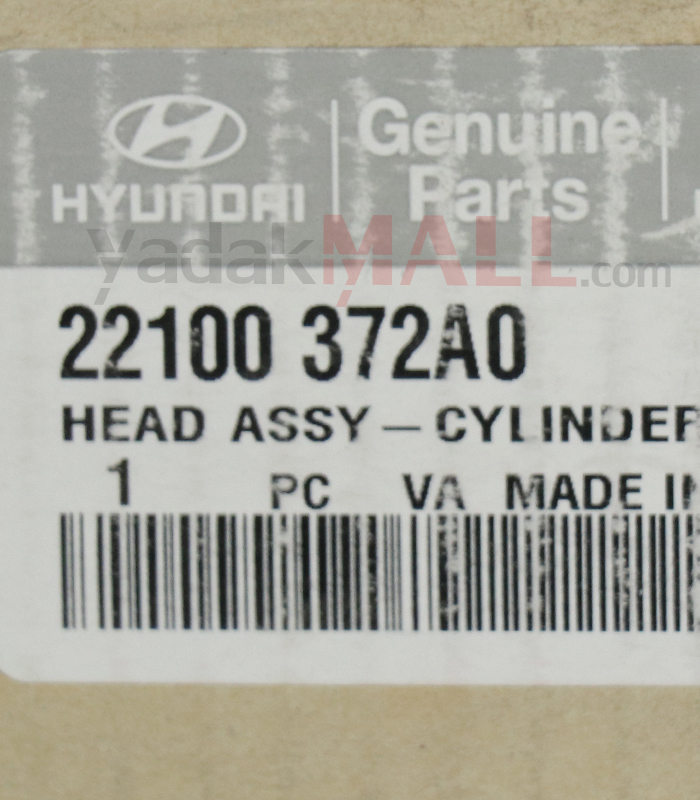 HYUNDAI
Genuine
Parts
yadakMALL.com
22100 372A0
HEAD ASSY – CYLINDER
1 PC VA MADE IN